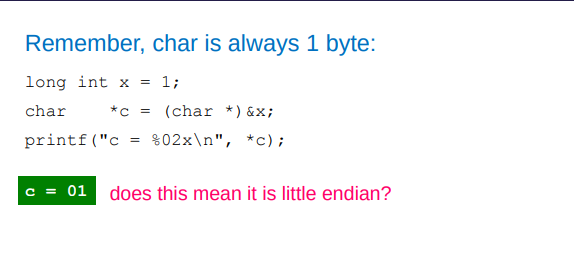 Remember, char is always 1 byte:
long int x = 1;
char    *c = (char *)&x;
printf("c = %02x\n", *c);
c = 01 does this mean it is little endian?